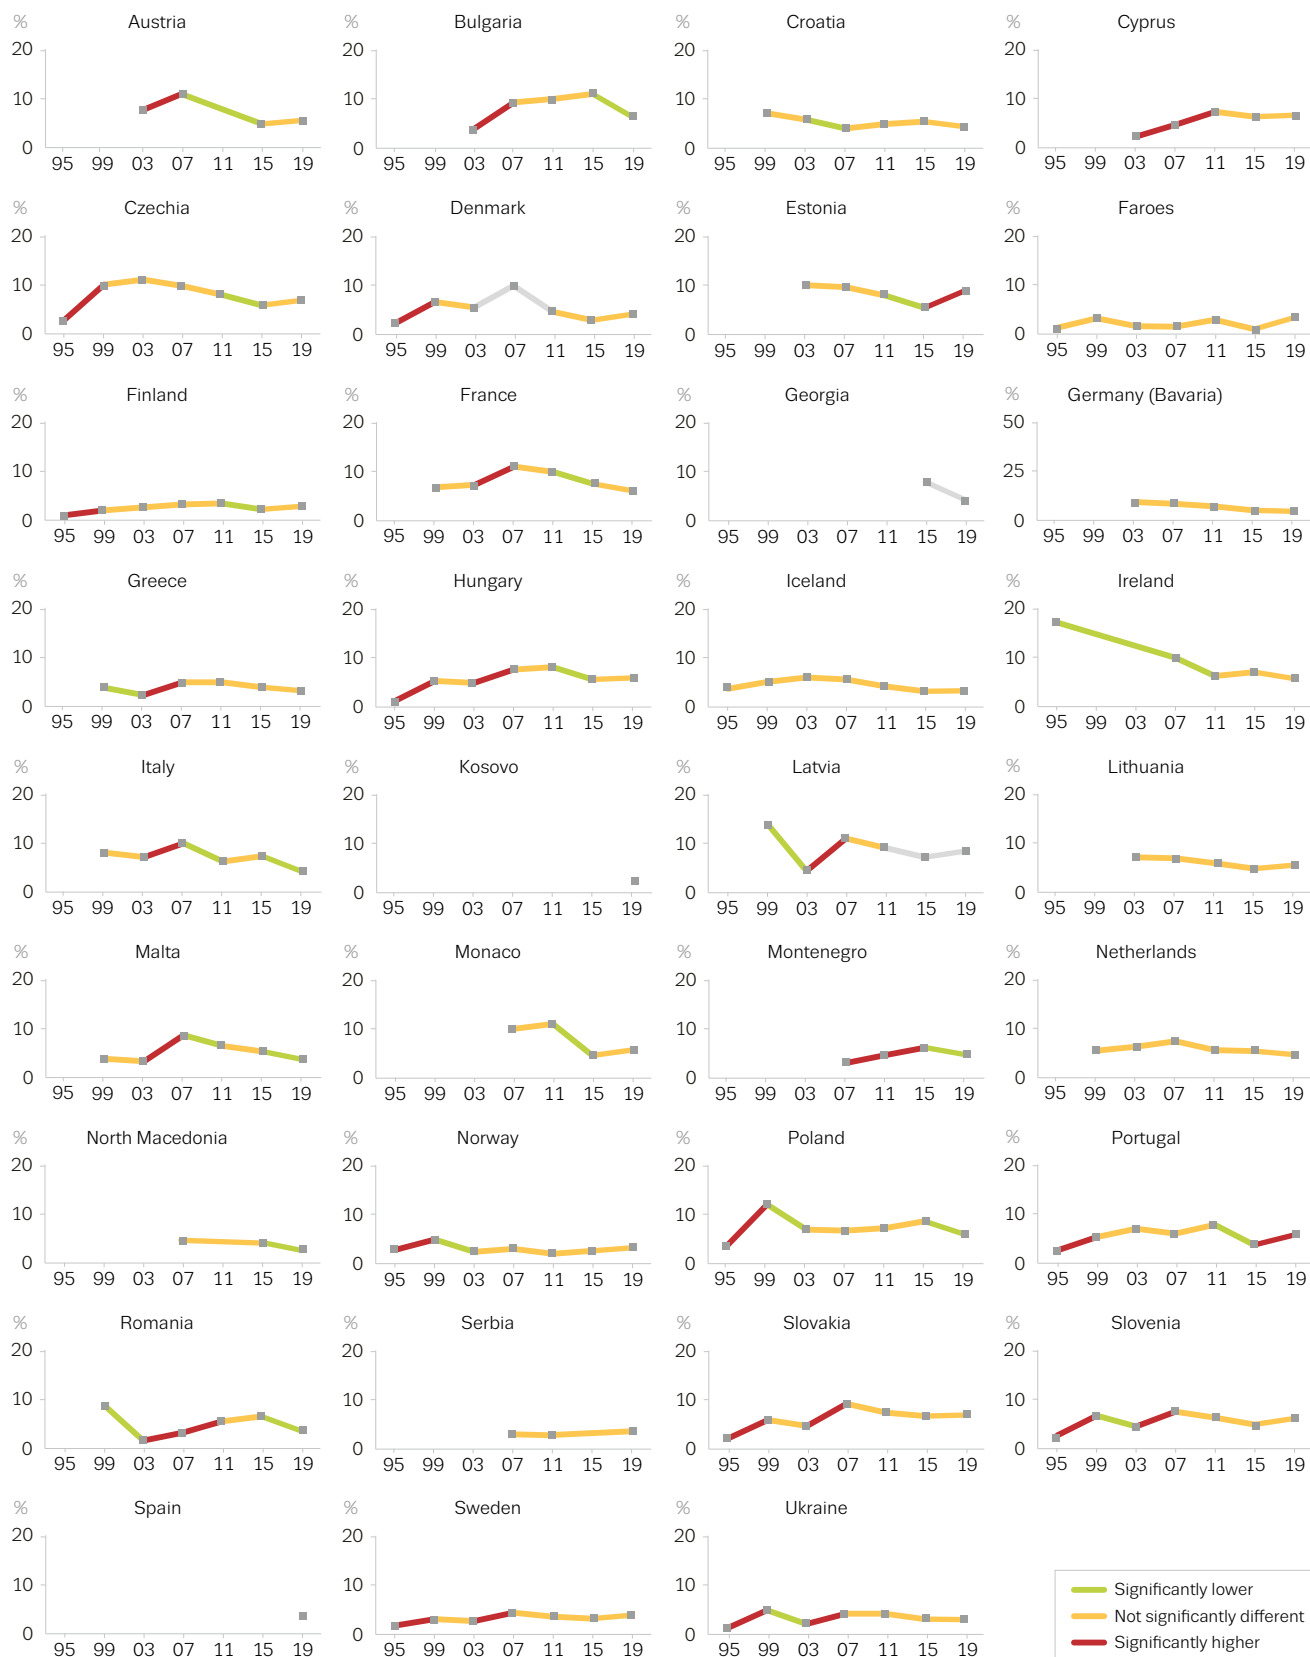 % Austria
20
10
0
95 99 03 07 11 15 19
% Bulgaria
20
10
0
95 99 03 07 11 15 19
% Croatia
20
10
0
95 99 03 07 11 15 19
% Cyprus
20
10
0
95 99 03 07 11 15 19
% Czechia
20
10
0
95 99 03 07 11 15 19
% Denmark
20
10
0
95 99 03 07 11 15 19
% Estonia
20
10
0
95 99 03 07 11 15 19
% Faroes
20
10
0
95 99 03 07 11 15 19
% Finland
20
10
0
95 99 03 07 11 15 19
% France
20
10
0
95 99 03 07 11 15 19
% Georgia
20
10
0
95 99 03 07 11 15 19
% Germany (Bavaria)
50
25
0
95 99 03 07 11 15 19
% Greece
20
10
0
95 99 03 07 11 15 19
% Hungary
20
10
0
95 99 03 07 11 15 19
% Iceland
20
10
0
95 99 03 07 11 15 19
% Ireland
20
10
0
95 99 03 07 11 15 19
% Italy
20
10
0
95 99 03 07 11 15 19
% Kosovo
20
10
0
95 99 03 07 11 15 19
% Latvia
20
10
0
95 99 03 07 11 15 19
% Lithuania
20
10
0
95 99 03 07 11 15 19
% Malta
20
10
0
95 99 03 07 11 15 19
% Monaco
20
10
0
95 99 03 07 11 15 19
% Montenegro
20
10
0
95 99 03 07 11 15 19
% Netherlands
20
10
0
95 99 03 07 11 15 19
% North Macedonia
20
10
0
95 99 03 07 11 15 19
% Norway
20
10
0
95 99 03 07 11 15 19
% Poland
20
10
0
95 99 03 07 11 15 19
% Portugal
20
10
0
95 99 03 07 11 15 19
% Romania
20
10
0
95 99 03 07 11 15 19
% Serbia
20
10
0
95 99 03 07 11 15 19
% Slovakia
20
10
0
95 99 03 07 11 15 19
% Slovenia
20
10
0
95 99 03 07 11 15 19
% Spain
20
10
0
95 99 03 07 11 15 19
% Sweden
20
10
0
95 99 03 07 11 15 19
% Ukraine
20
10
0
95 99 03 07 11 15 19
Significantly lower
Not significantly different
Significantly higher